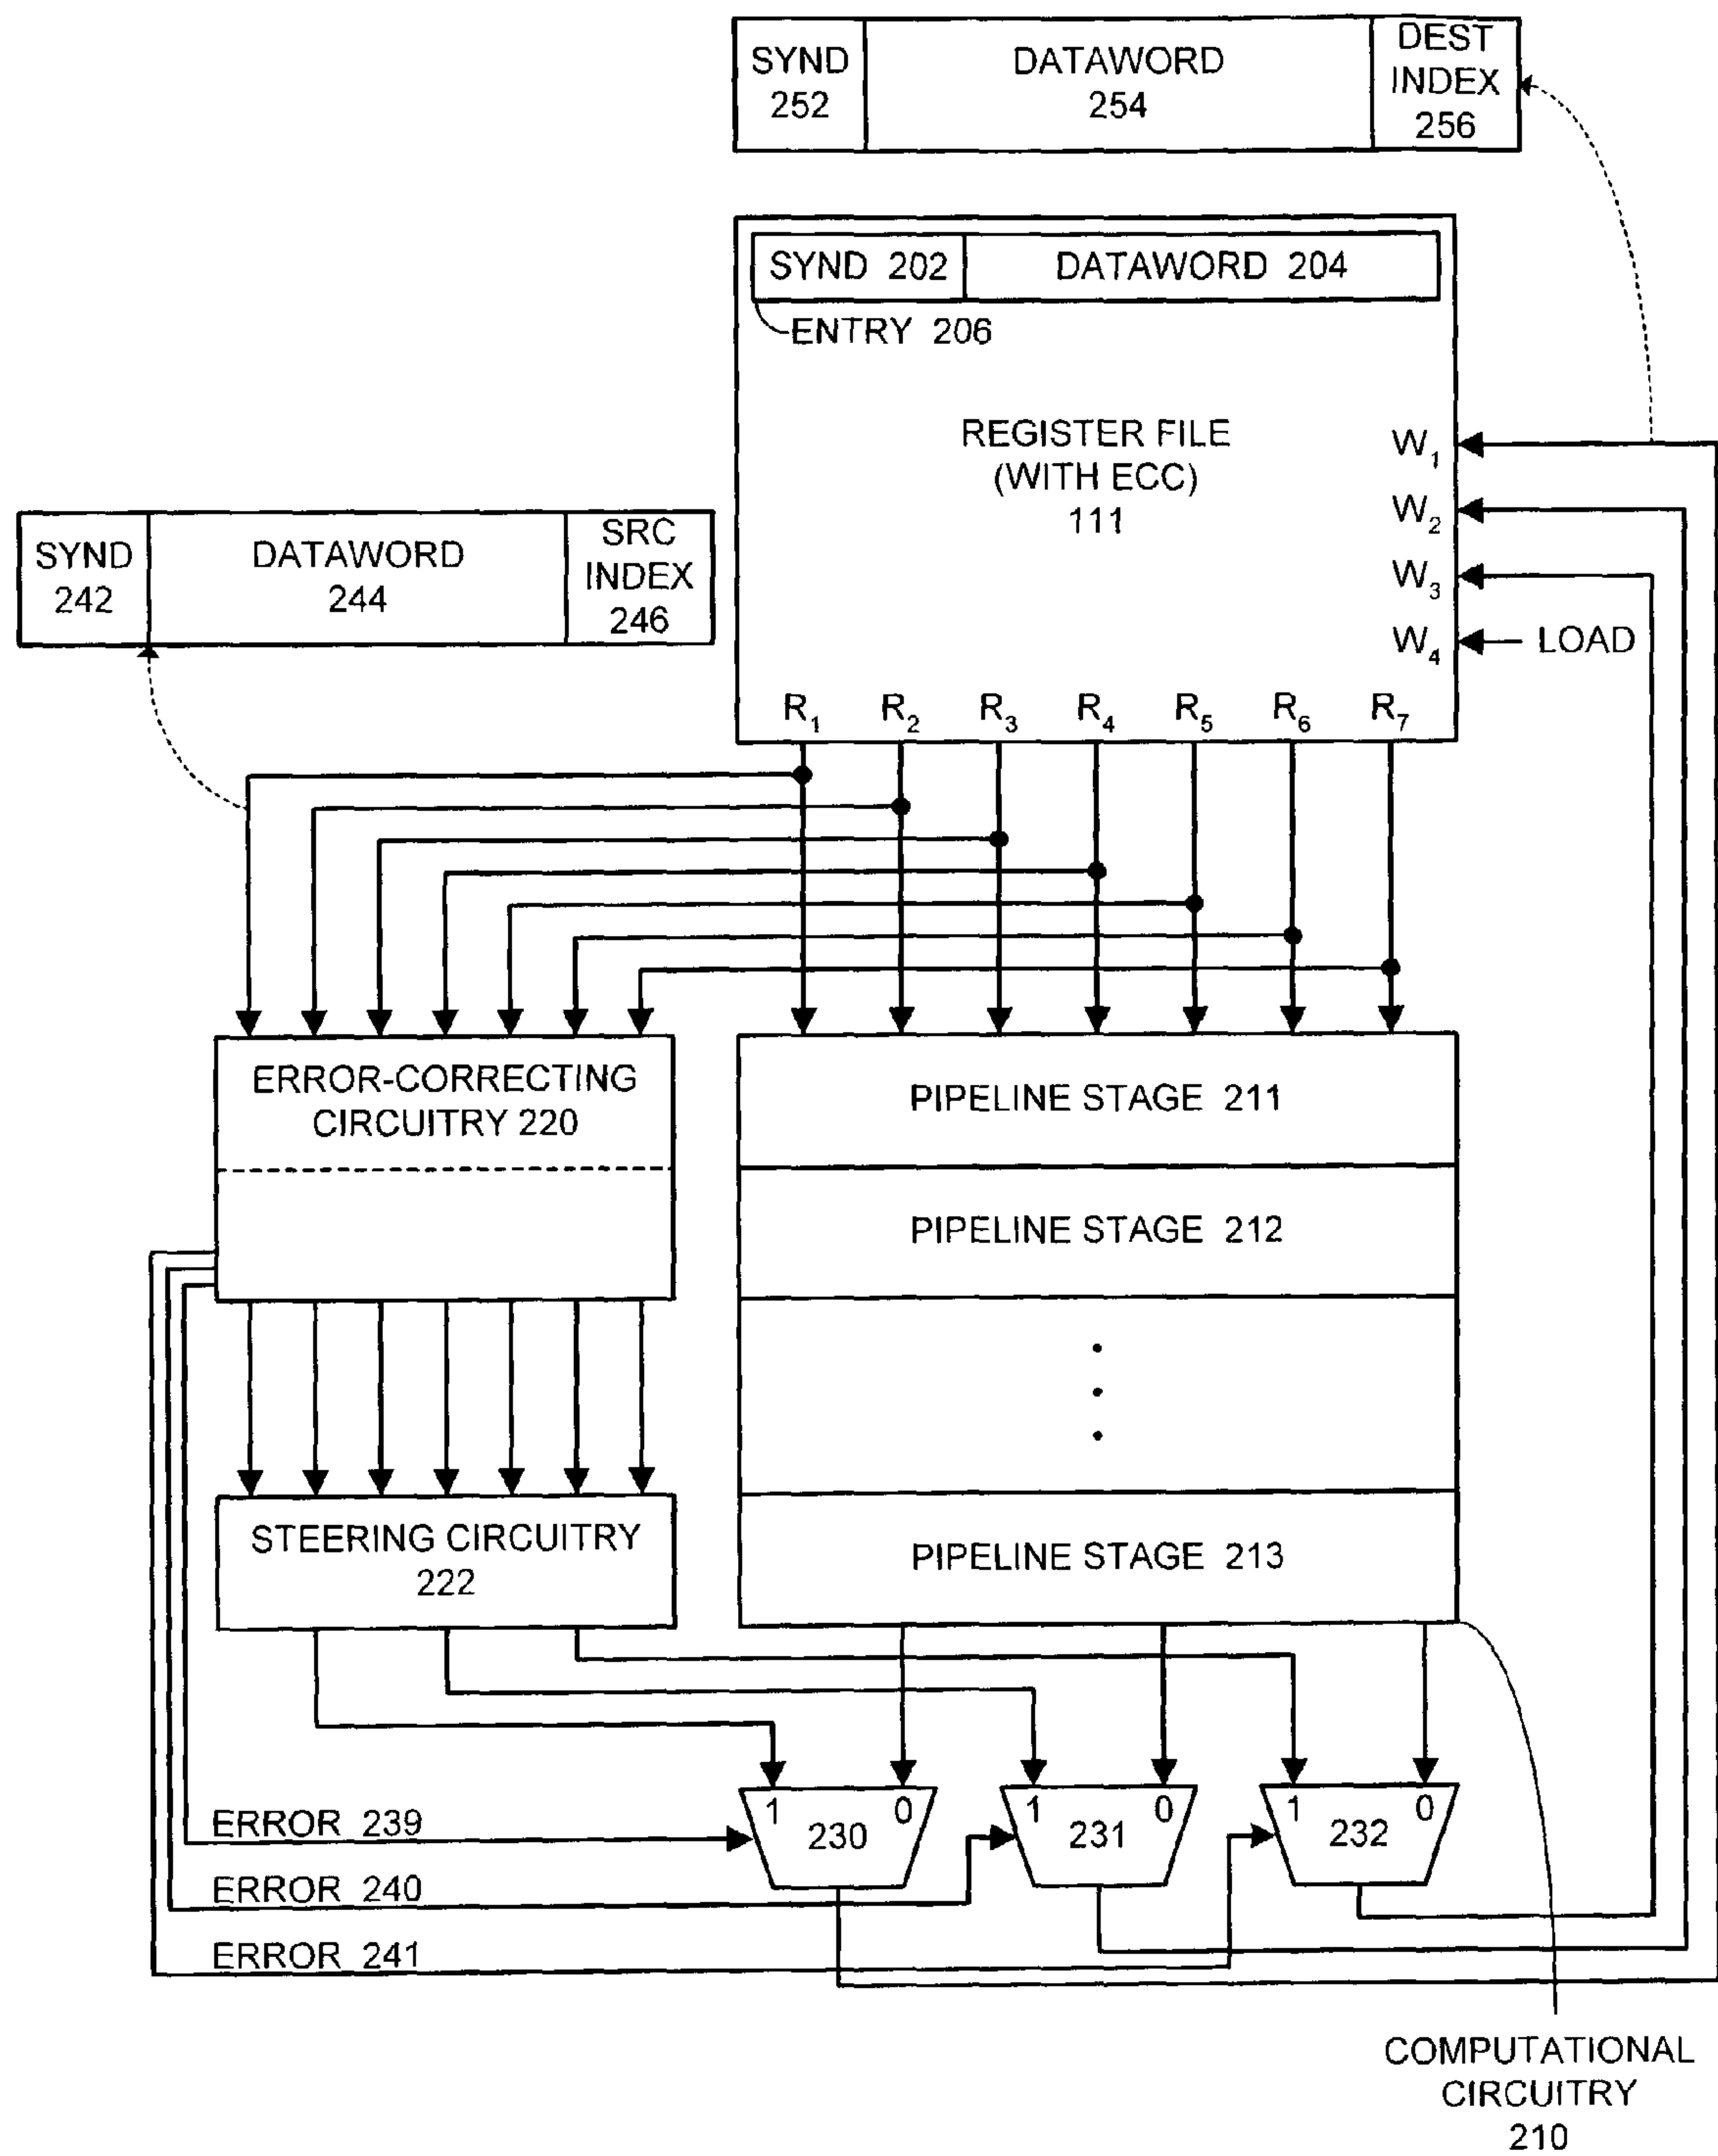 SYND
252
DATAWORD
254
DEST
INDEX
256
SYND 202
DATAWORD 204
ENTRY 206
REGISTER FILE
(WITH ECC)
111
W1
W2
W3
W4
LOAD
SYND
242
DATAWORD
244
SRC
INDEX
246
R1 R2 R3 R4 R5 R6 R7
ERROR-CORRECTING
CIRCUITRY 220
PIPELINE STAGE 211
PIPELINE STAGE 212
STEERING CIRCUITRY
222
PIPELINE STAGE 213
1 0
230
1 0
231
1 0
232
ERROR 239
ERROR 240
ERROR 241
COMPUTATIONAL
CIRCUITRY
210